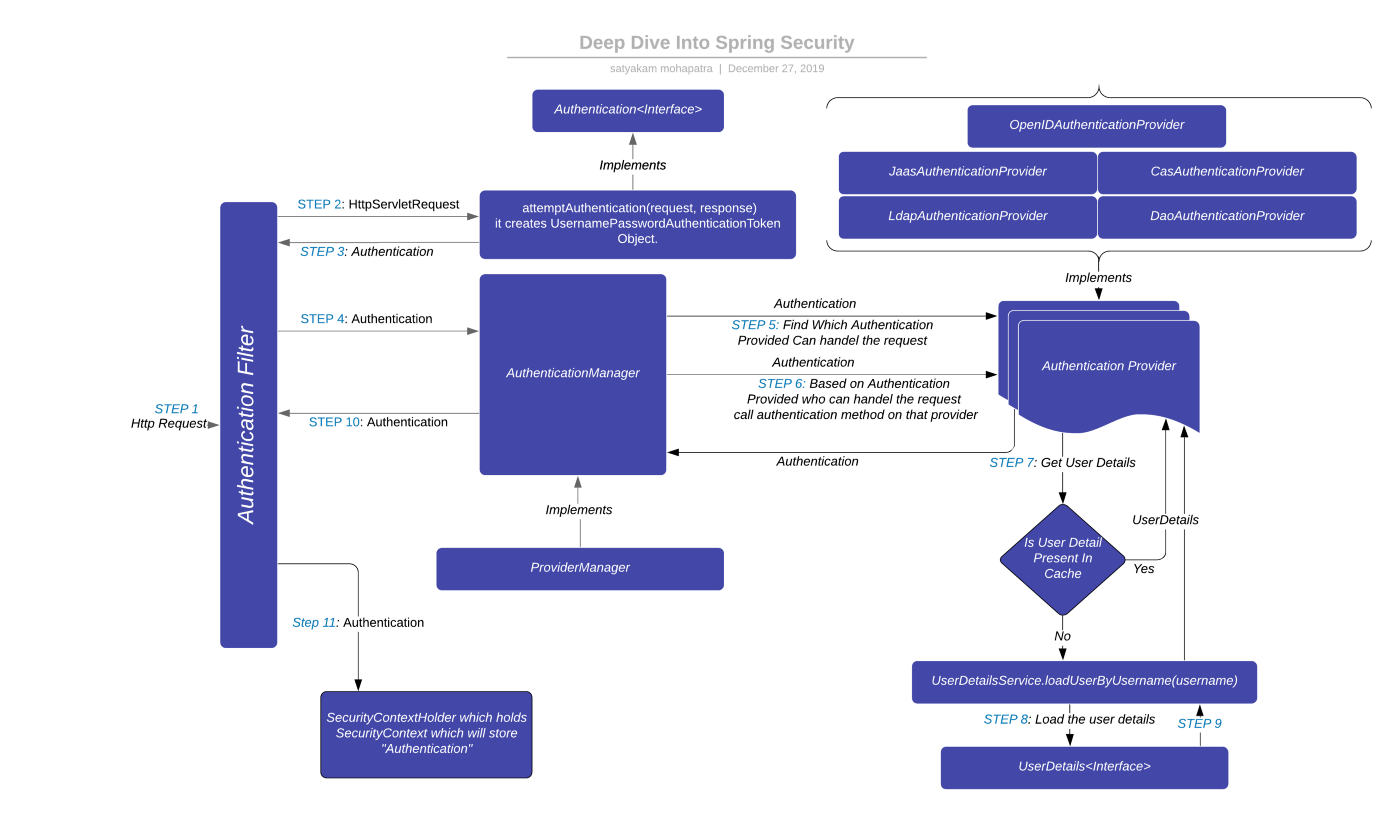 Deep Dive Into Spring Security
satyakam mohapatra | December 27, 2019
Authentication<Interface>
Implements
attemptAuthentication(request, response)
it creates UsernamePasswordAuthenticationToken
Object.
STEP 2: HttpServletRequest
STEP 3: Authentication
STEP 4: Authentication
Authentication Filter
STEP 1
Http Request
STEP 10: Authentication
AuthenticationManager
Implements
ProviderManager
Step 11: Authentication
SecurityContextHolder which holds
SecurityContext which will store
"Authentication"
OpenIDAuthenticationProvider
JaasAuthenticationProvider
CasAuthenticationProvider
LdapAuthenticationProvider
DaoAuthenticationProvider
Implements
Authentication
STEP 5: Find Which Authentication
Provided Can handel the request
Authentication
STEP 6: Based on Authentication
Provided who can handel the request
call authentication method on that provider
Authentication
Authentication Provider
STEP 7: Get User Details
Is User Detail
Present In
Cache
UserDetails
Yes
No
UserDetailsService.loadUserByUsername(username)
STEP 8: Load the user details
STEP 9
UserDetails<Interface>